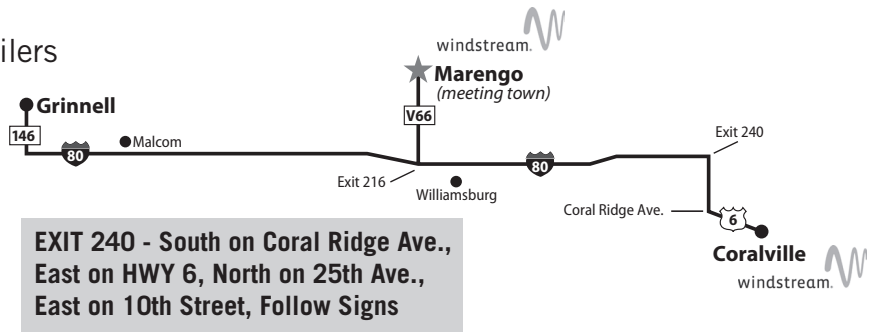 ilers
windstream.
Marengo
(meeting town)
V66
Grinnell
146
80
Malcom
Exit 216
Williamsburg
80
Exit 240
Coral Ridge Ave.
6
Coralville
windstream.
EXIT 240 - South on Coral Ridge Ave.,
East on HWY 6, North on 25th Ave.,
East on 10th Street, Follow Signs